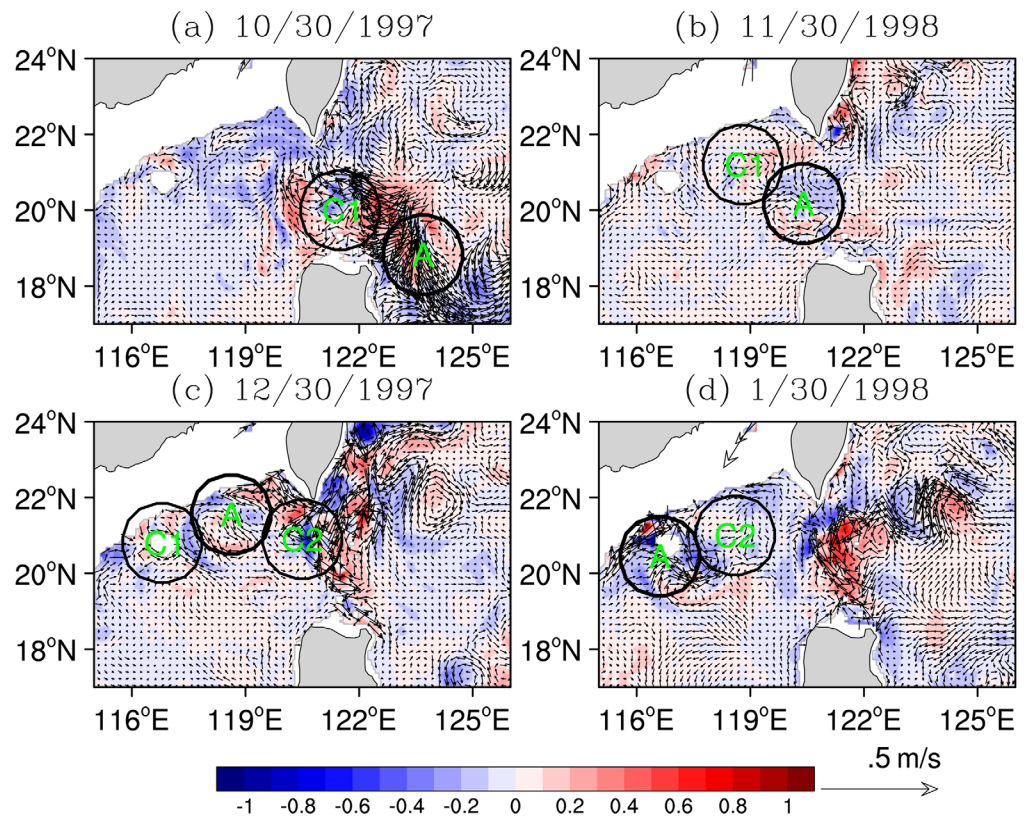 (a) 10/30/1997
(b) 11/30/1998
24°N
22°N
20°N
18°N
C1
A
116°E 119°E 122°E 125°E
24°N
22°N
20°N
18°N
C1
A
116°E 119°E 122°E 125°E
(c) 12/30/1997
(d) 1/30/1998
24°N
22°N
20°N
18°N
C1
A
C2
116°E 119°E 122°E 125°E
24°N
22°N
20°N
18°N
A
C2
116°E 119°E 122°E 125°E
-1 -0.8 -0.6 -0.4 -0.2 0 0.2 0.4 0.6 0.8 1
.5 m/s